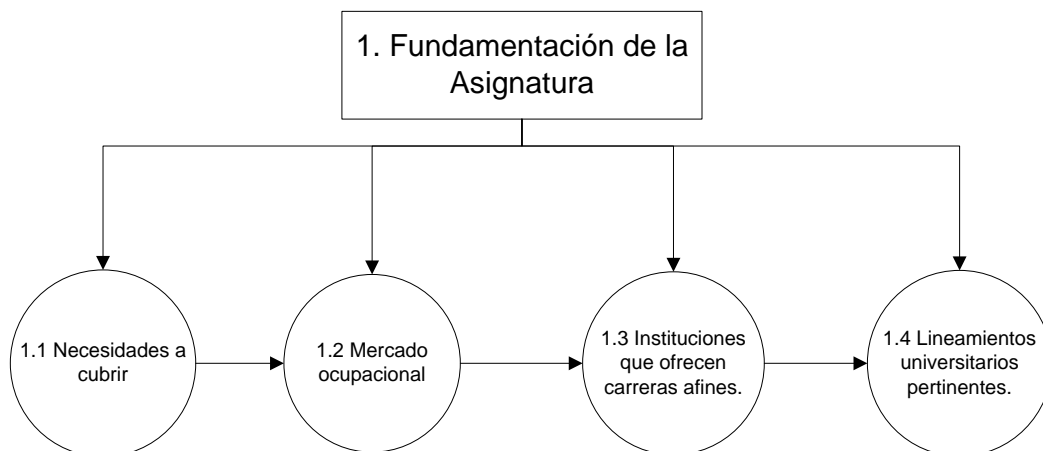 1. Fundamentación de la
Asignatura
1.1 Necesidades a
cubrir
1.2 Mercado
ocupacional
1.3 Instituciones
que ofrecen
carreras afines.
1.4 Lineamientos
universitarios
pertinentes.